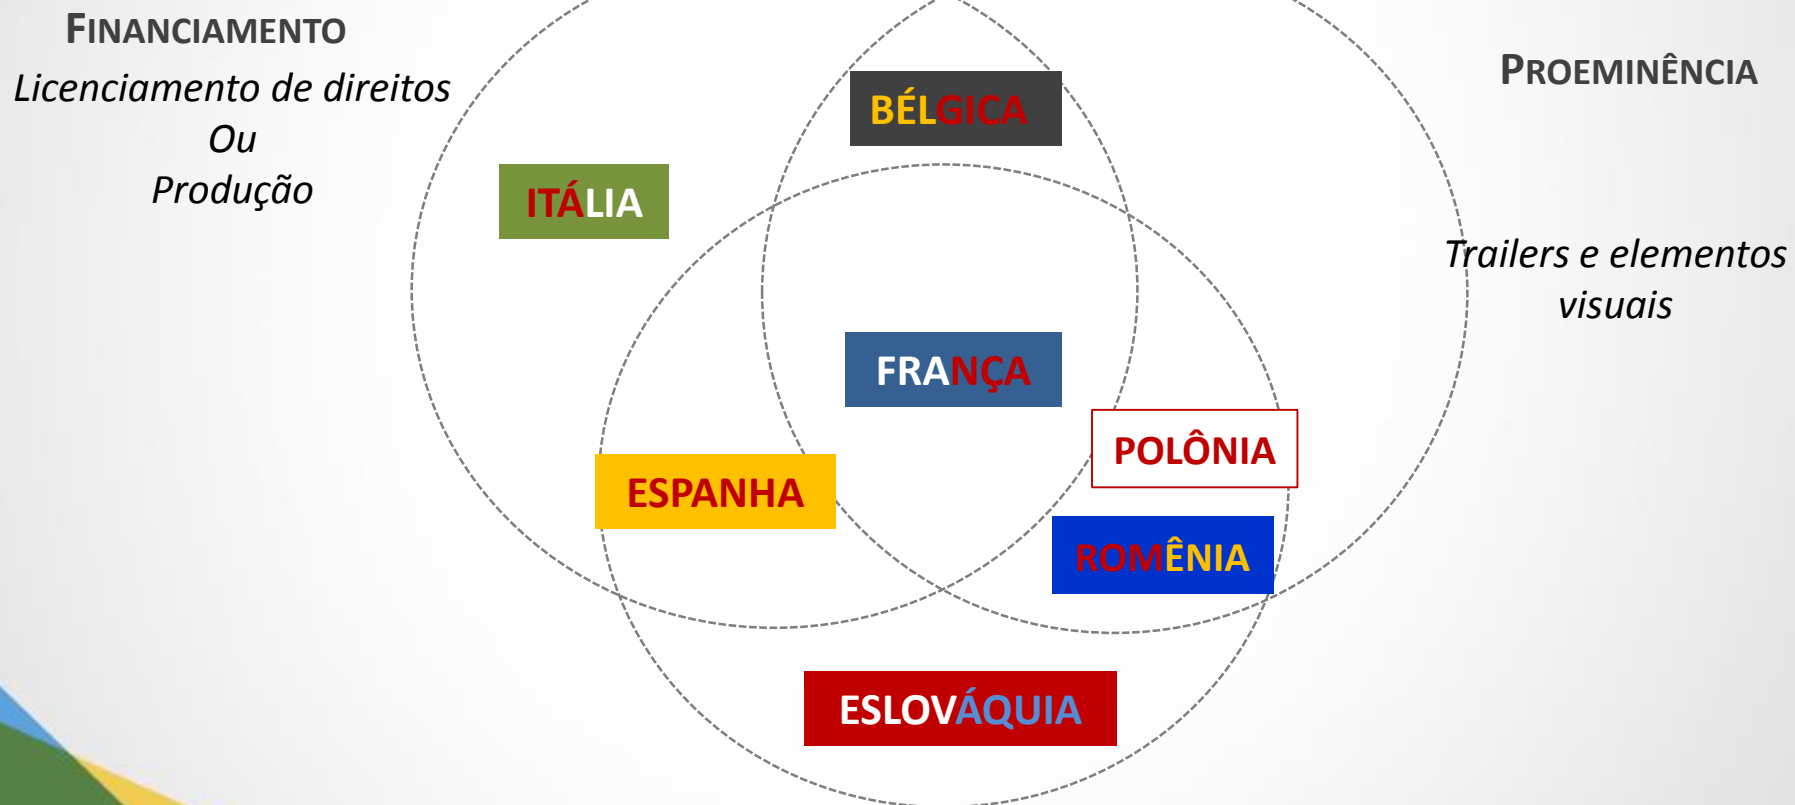 FINANCIAMENTO
Licenciamento de direitos
Ou
Produção
PROEMINÊNCIA
Trailers e elementos
visuais
BÉLGICA
ITÁLIA
FRANÇA
POLÔNIA
ESPANHA
ROMÊNIA
ESLOVÁQUIA